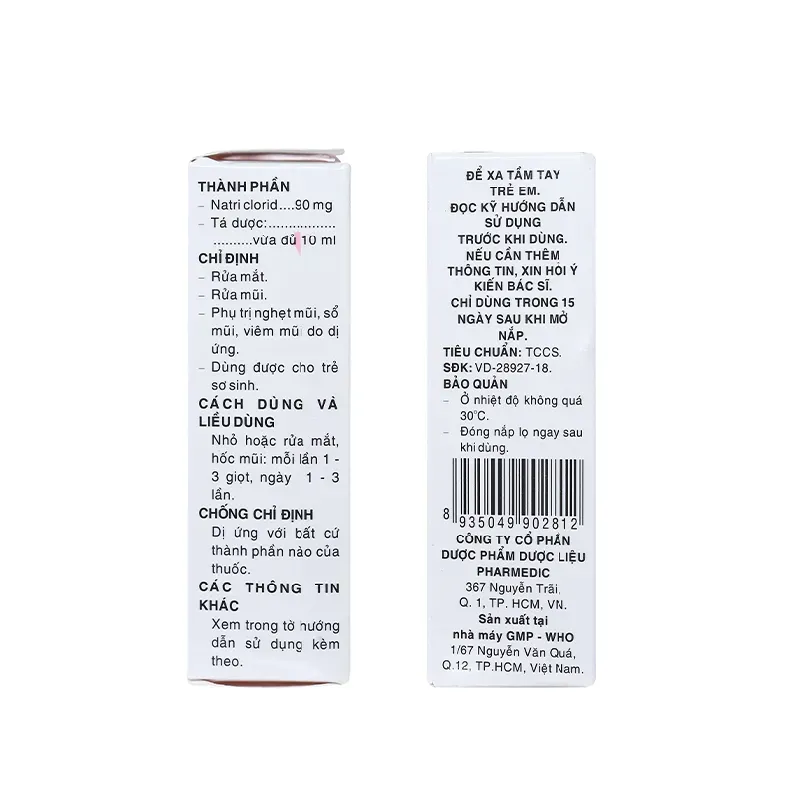 THÀNH PHẦN
– Natri clorid....90 mg
– Tá dược:.................
..........vừa đủ 10 ml
CHỈ ĐỊNH
– Rửa mắt.
– Rửa mũi.
– Phụ trị nghẹt mũi, sổ
mũi, viêm mũi do dị
ứng.
– Dùng được cho trẻ
sơ sinh.
CÁCH DÙNG VÀ
LIỀU DÙNG
Nhỏ hoặc rửa mắt,
hốc mũi: mỗi lần 1 -
3 giọt, ngày 1 - 3
lần.
CHỐNG CHỈ ĐỊNH
Dị ứng với bất cứ
thành phần nào của
thuốc.
CÁC THÔNG TIN
KHÁC
Xem trong tờ hướng
dẫn sử dụng kèm
theo.
ĐỂ XA TẦM TAY
TRẺ EM.
ĐỌC KỸ HƯỚNG DẪN
SỬ DỤNG
TRƯỚC KHI DÙNG.
NẾU CẦN THÊM
THÔNG TIN, XIN HỎI Ý
KIẾN BÁC SĨ.
CHỈ DÙNG TRONG 15
NGÀY SAU KHI MỞ
NẮP.
TIÊU CHUẨN: TCCS.
SĐK: VD-28927-18.
BẢO QUẢN
– Ở nhiệt độ không quá
30°C.
– Đóng nắp lọ ngay sau
khi dùng.
8 935049 902812
CÔNG TY CỔ PHẦN
DƯỢC PHẨM DƯỢC LIỆU
PHARMEDIC
367 Nguyễn Trãi,
Q. 1, TP. HCM, VN.
Sản xuất tại
nhà máy GMP - WHO
1/67 Nguyễn Văn Quá,
Q.12, TP.HCM, Việt Nam.